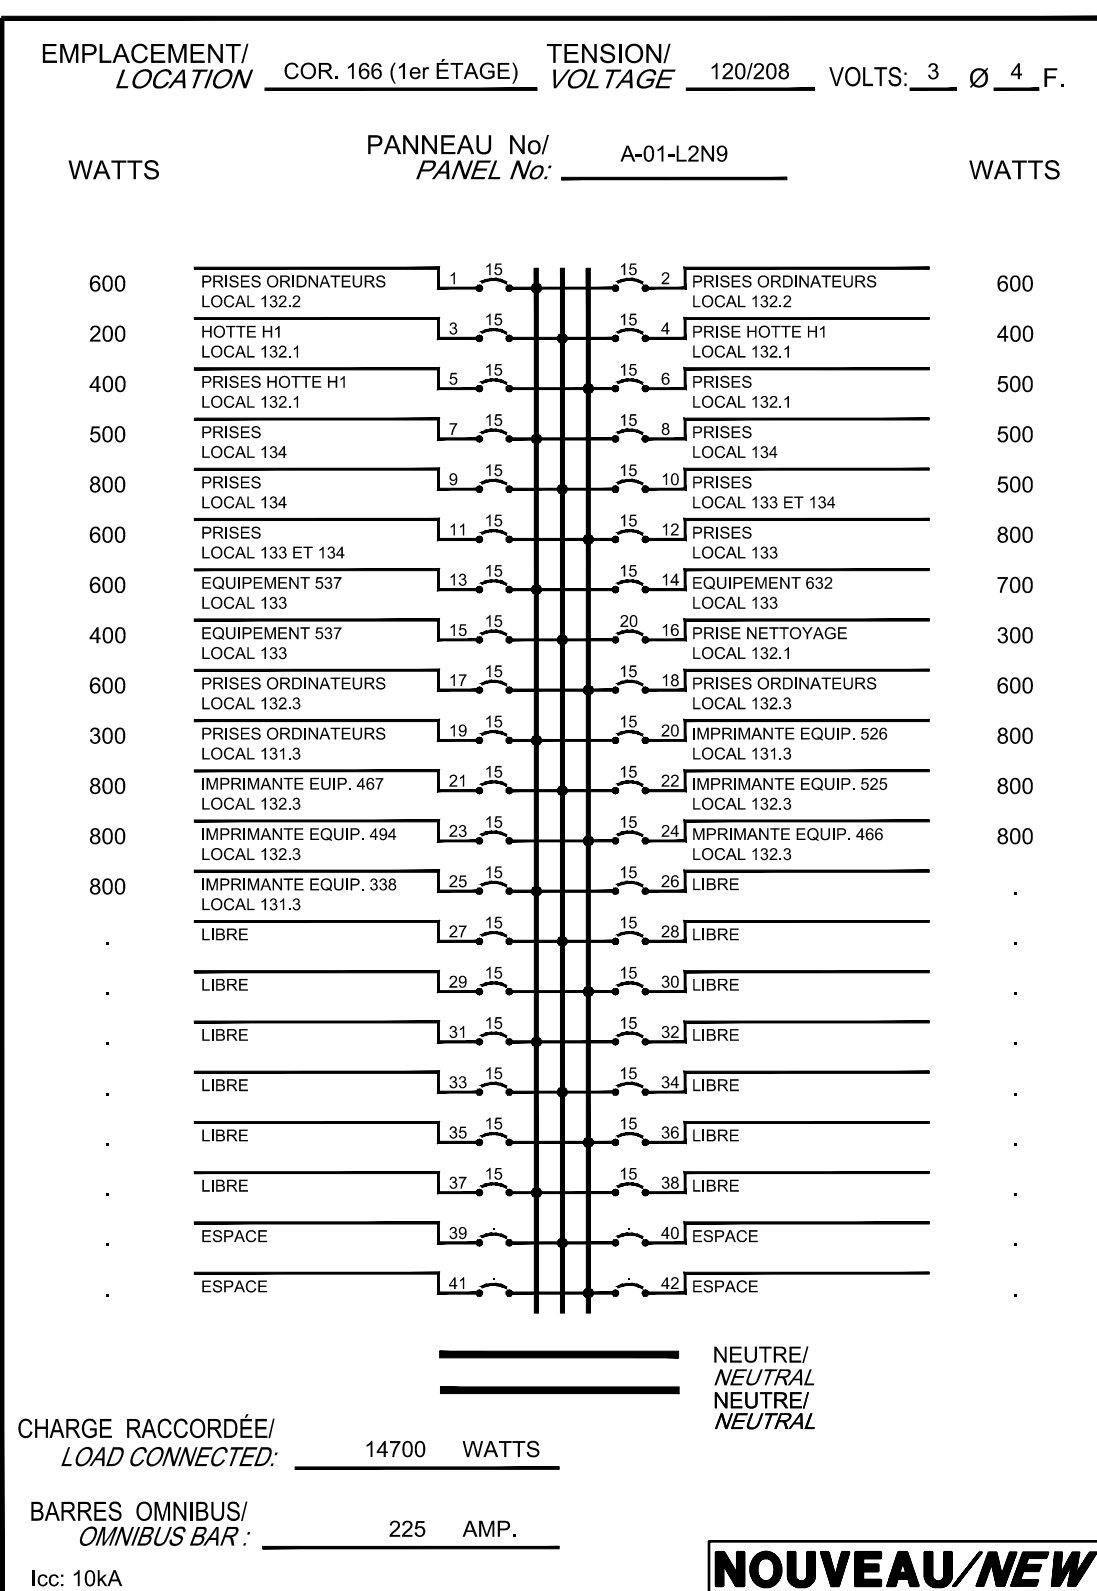 EMPLACEMENT/ TENSION/
LOCATION COR. 166 (1er ÉTAGE) VOLTAGE 120/208 VOLTS: 3 Ø 4 F.
PANNEAU No/
WATTS PANEL No: A-01-L2N9 WATTS
600 PRISES ORIDNATEURS 1 15 15 2 PRISES ORDINATEURS 600
LOCAL 132.2 LOCAL 132.2
200 HOTTE H1 3 15 15 4 PRISE HOTTE H1 400
LOCAL 132.1 LOCAL 132.1
400 PRISES HOTTE H1 5 15 15 6 PRISES 500
LOCAL 132.1 LOCAL 132.1
500 PRISES 7 15 15 8 PRISES 500
LOCAL 134 LOCAL 134
800 PRISES 9 15 15 10 PRISES 500
LOCAL 134 LOCAL 133 ET 134
600 PRISES 11 15 15 12 PRISES 800
LOCAL 133 ET 134 LOCAL 133
600 EQUIPEMENT 537 13 15 15 14 EQUIPEMENT 632 700
LOCAL 133 LOCAL 133
400 EQUIPEMENT 537 15 15 20 16 PRISE NETTOYAGE 300
LOCAL 133 LOCAL 132.1
600 PRISES ORDINATEURS 17 15 15 18 PRISES ORDINATEURS 600
LOCAL 132.3 LOCAL 132.3
300 PRISES ORDINATEURS 19 15 15 20 IMPRIMANTE EQUIP. 526 800
LOCAL 131.3 LOCAL 131.3
800 IMPRIMANTE EUIP. 467 21 15 15 22 IMPRIMANTE EQUIP. 525 800
LOCAL 132.3 LOCAL 132.3
800 IMPRIMANTE EQUIP. 494 23 15 15 24 MPRIMANTE EQUIP. 466 800
LOCAL 132.3 LOCAL 132.3
800 IMPRIMANTE EQUIP. 338 25 15 15 26 LIBRE .
LOCAL 131.3
. LIBRE 27 15 15 28 LIBRE .
. LIBRE 29 15 15 30 LIBRE .
. LIBRE 31 15 15 32 LIBRE .
. LIBRE 33 15 15 34 LIBRE .
. LIBRE 35 15 15 36 LIBRE .
. LIBRE 37 15 15 38 LIBRE .
. ESPACE 39 . . 40 ESPACE .
. ESPACE 41 . . 42 ESPACE .
NEUTRE/
NEUTRAL
NEUTRE/
NEUTRAL
CHARGE RACCORDÉE/
LOAD CONNECTED: 14700 WATTS
BARRES OMNIBUS/
OMNIBUS BAR : 225 AMP.
Icc: 10kA
NOUVEAU/NEW